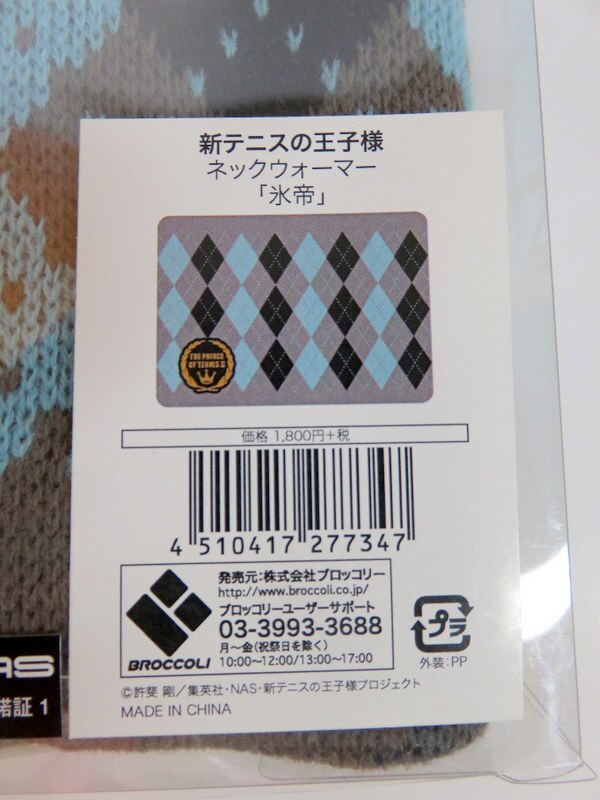 新テニスの王子様
ネックウォーマー
「氷帝」
THE PRINCE
OF TENNIS II
価格 1,800円+税
4 510417 277347
発売元:株式会社ブロッコリー
http://www.broccoli.co.jp/
ブロッコリーユーザーサポート
03-3993-3688
月〜金(祝祭日を除く)
10:00〜12:00/13:00〜17:00
BROCCOLI
プラ
外装:PP
©許斐 剛/集英社・NAS・新テニスの王子様プロジェクト
MADE IN CHINA
AS
諾証 1